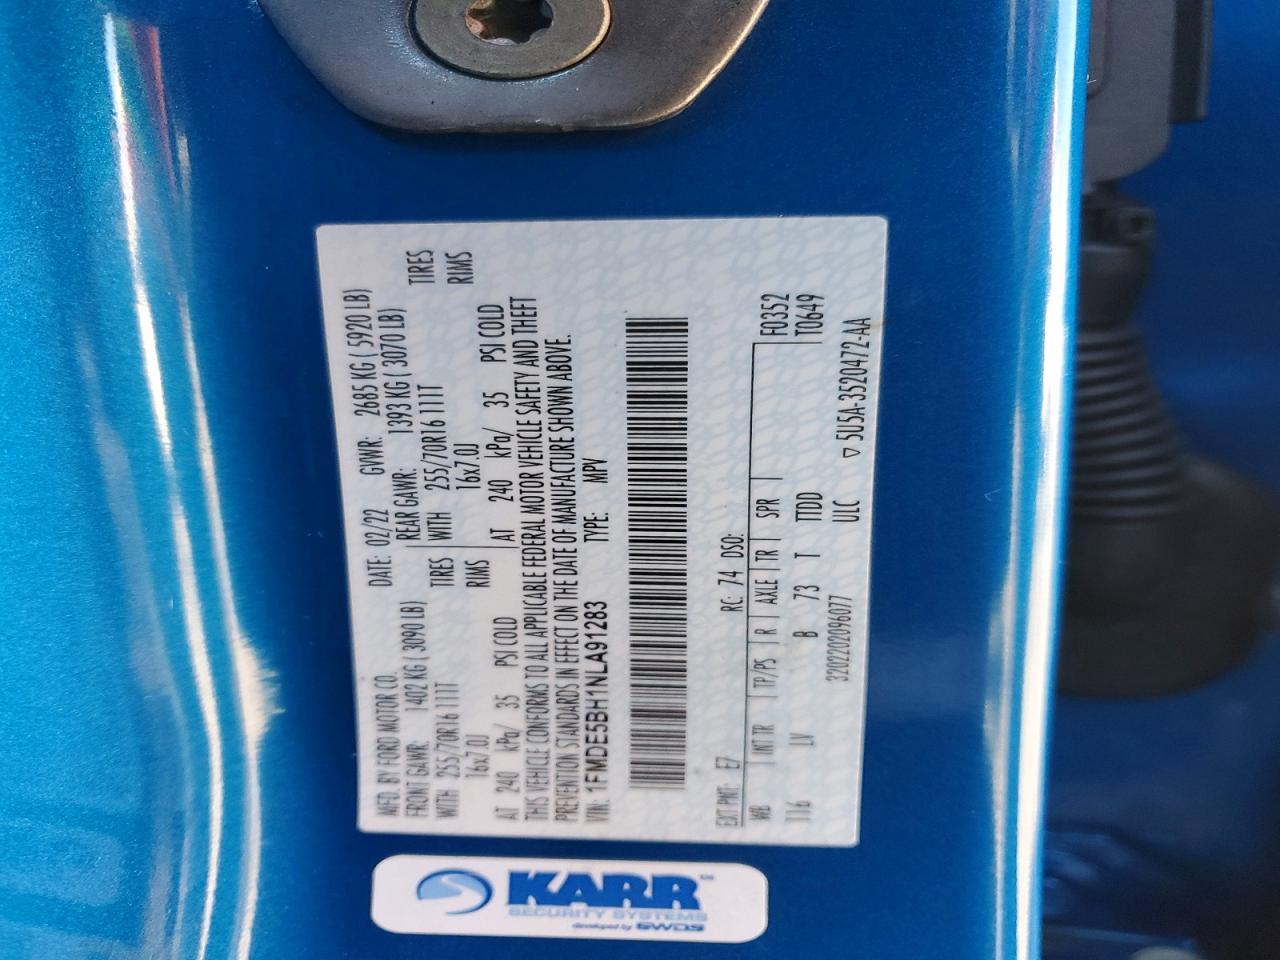 MFD. BY FORD MOTOR CO.
DATE: 02/22 GVWR: 2685 KG ( 5920 LB)
FRONT GAWR: 1402 KG ( 3090 LB)
REAR GAWR: 1393 KG ( 3070 LB)
WITH 255/70R16 111T TIRES
WITH 255/70R16 111T TIRES
16x7.0J RIMS
16x7.0J RIMS
AT 240 kPa/ 35 PSI COLD
AT 240 kPa/ 35 PSI COLD
THIS VEHICLE CONFORMS TO ALL APPLICABLE FEDERAL MOTOR VEHICLE SAFETY AND THEFT
PREVENTION STANDARDS IN EFFECT ON THE DATE OF MANUFACTURE SHOWN ABOVE.
VIN: 1FMDE5BH1NLA91283 TYPE: MPV
EXT PNT: E7 RC: 74 DSO:
F0352
WB INT TR TP/PS R AXLE TR SPR
T0649
116 LV B 73 T TTDD
3202202096077 ULC ▽ 5U5A-3520472-AA
KARR™
SECURITY SYSTEMS
developed by SWDS